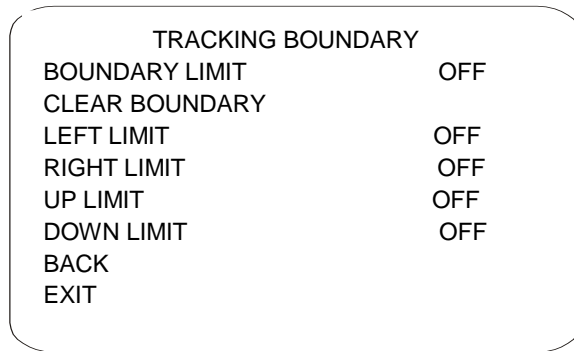 TRACKING BOUNDARY
BOUNDARY LIMIT OFF
CLEAR BOUNDARY
LEFT LIMIT OFF
RIGHT LIMIT OFF
UP LIMIT OFF
DOWN LIMIT OFF
BACK
EXIT